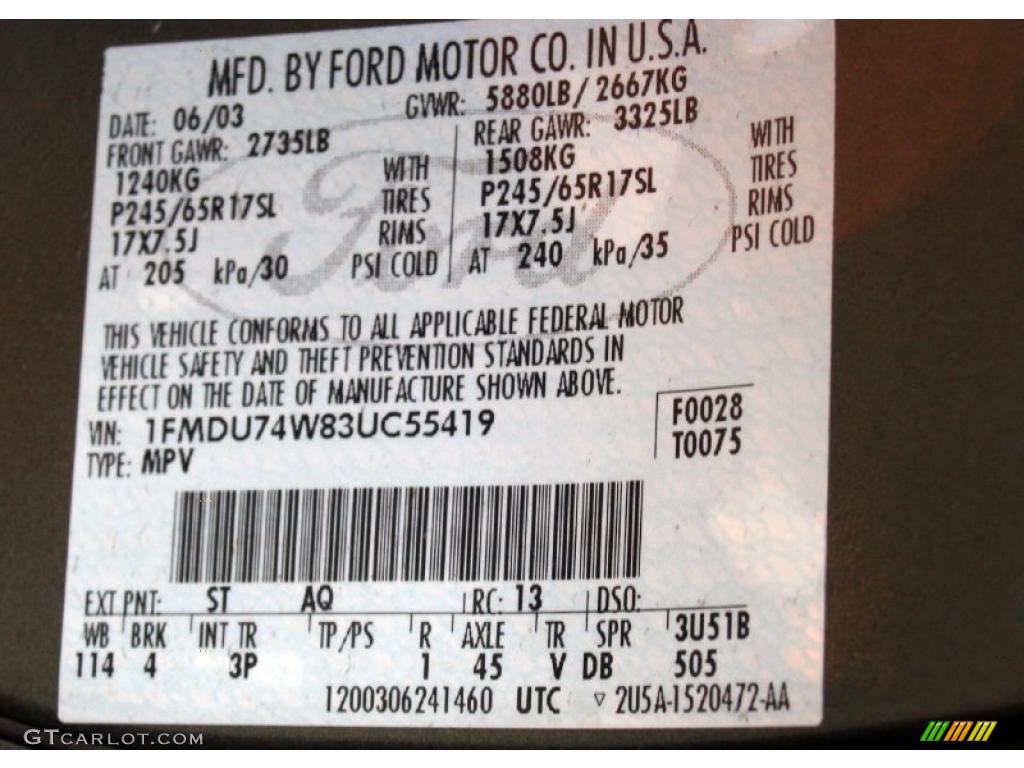 MFD. BY FORD MOTOR CO. IN U.S.A.
DATE: 06/03 GVWR: 5880LB/ 2667KG
FRONT GAWR: 2735LB REAR GAWR: 3325LB
1240KG WITH 1508KG WITH
P245/65R17SL TIRES P245/65R17SL TIRES
17X7.5J RIMS 17X7.5J RIMS
AT 205 kPa/30 PSI COLD AT 240 kPa/35 PSI COLD
Ford
THIS VEHICLE CONFORMS TO ALL APPLICABLE FEDERAL MOTOR
VEHICLE SAFETY AND THEFT PREVENTION STANDARDS IN
EFFECT ON THE DATE OF MANUFACTURE SHOWN ABOVE.
VIN: 1FMDU74W83UC55419 F0028
TYPE: MPV T0075
EXT PNT: ST AQ RC: 13 DSO:
WB BRK INT TR TP/PS R AXLE TR SPR 3U51B
114 4 3P 1 45 V DB 505
1200306241460 UTC ▽ 2U5A-1520472-AA
GTCARLOT.COM